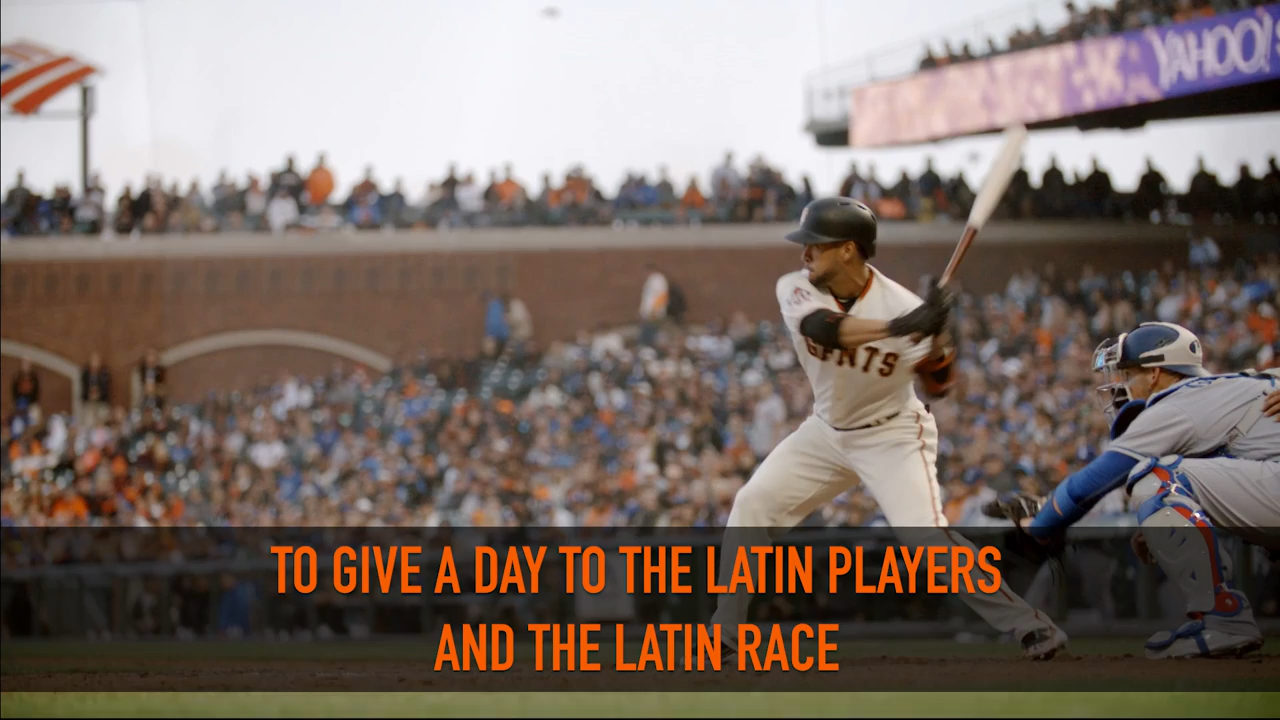 YAHOO!
GIANTS
TO GIVE A DAY TO THE LATIN PLAYERS
AND THE LATIN RACE